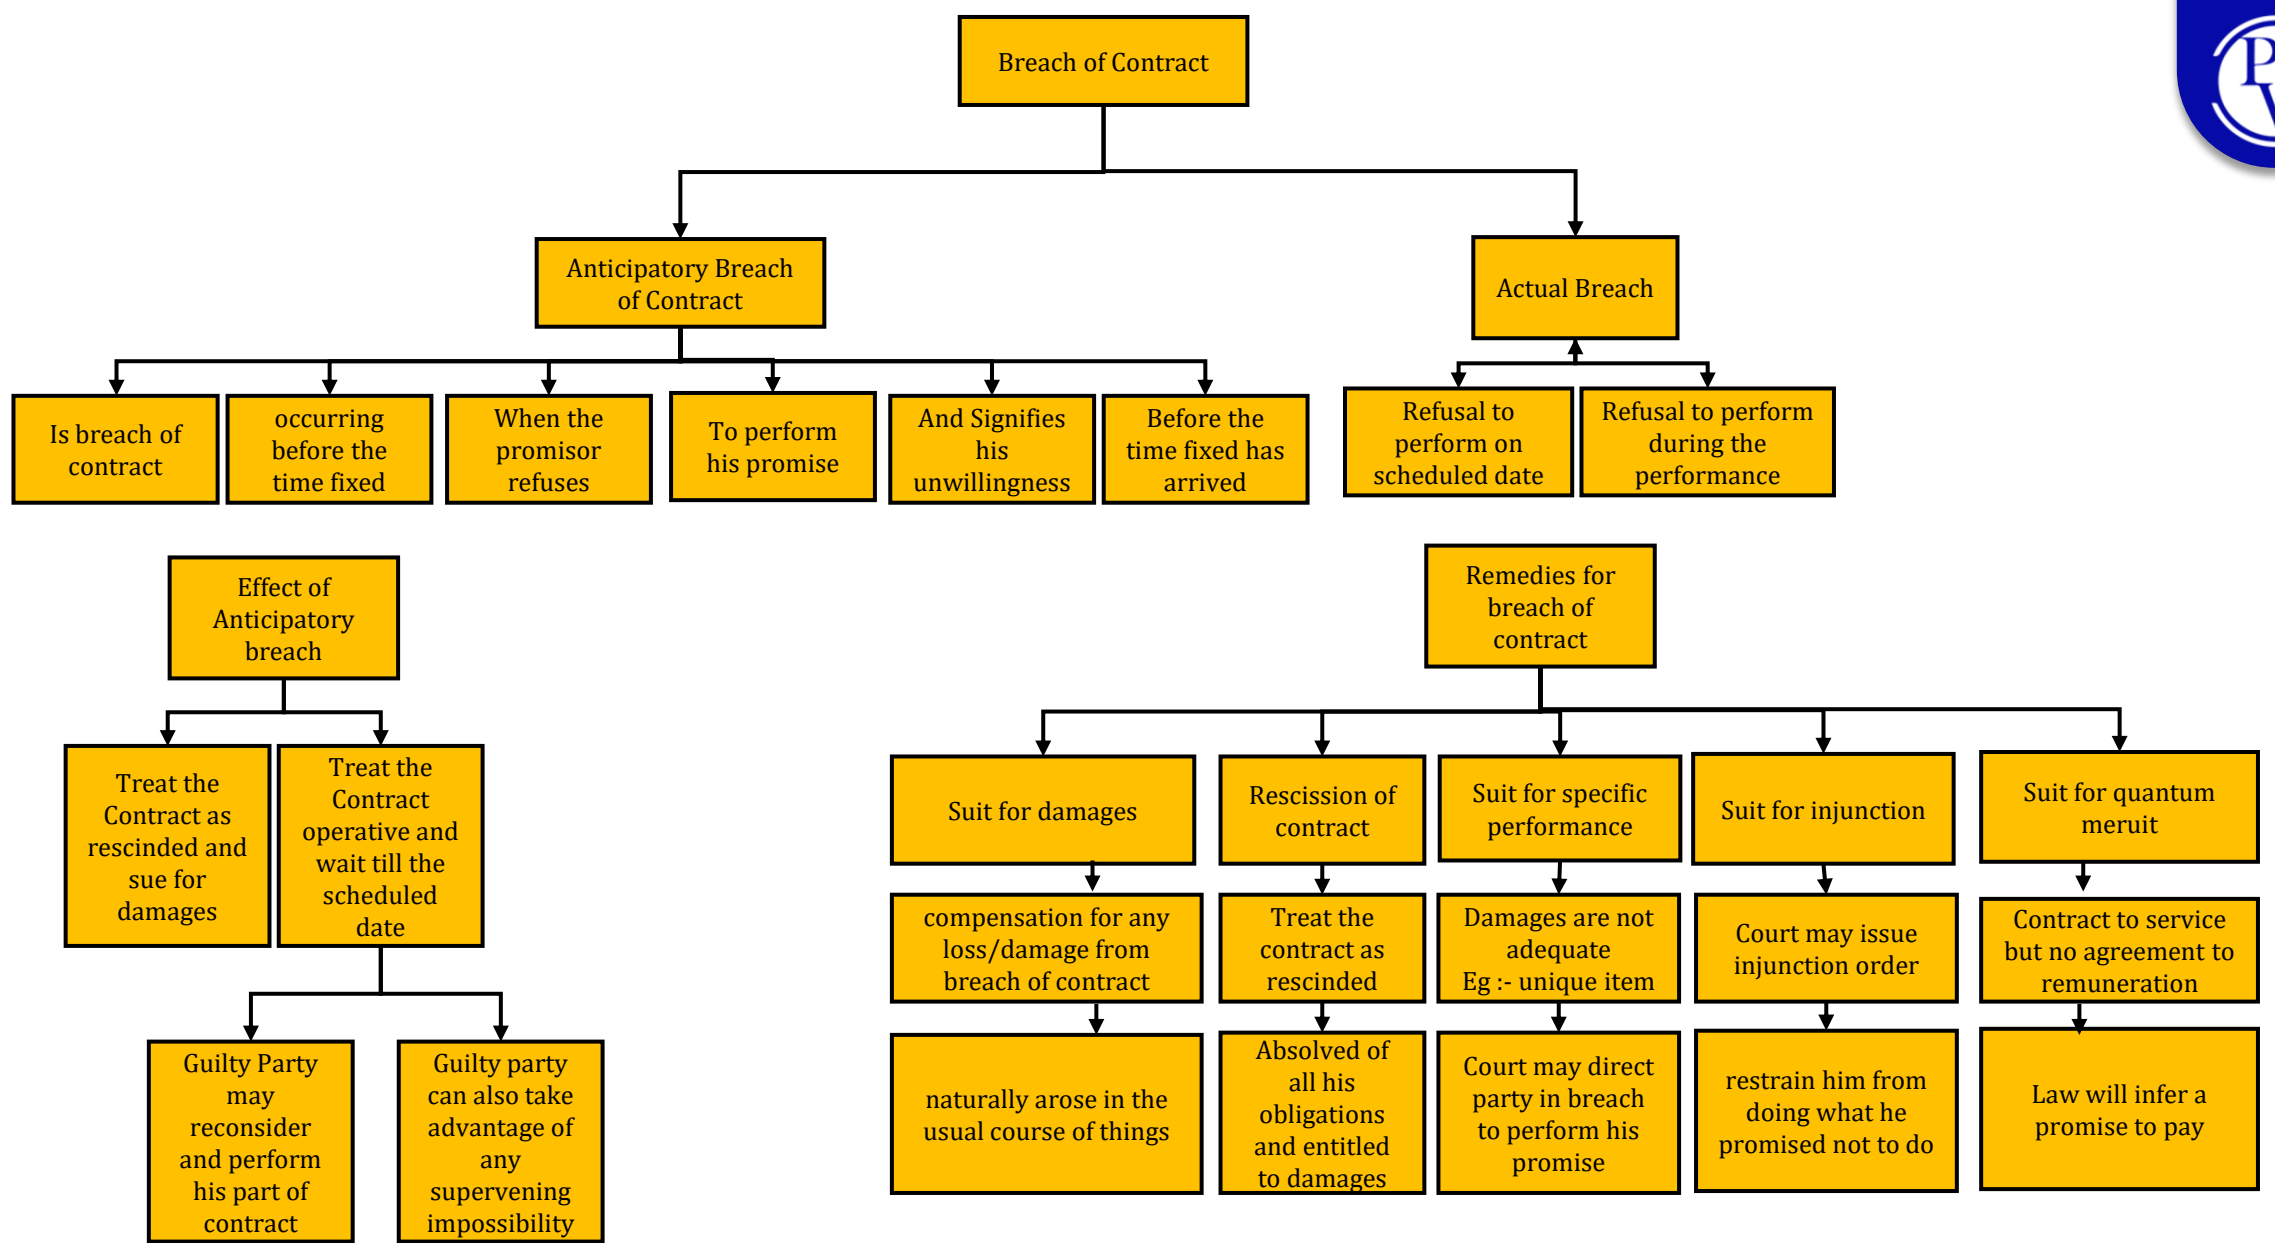 Breach of Contract
P
Anticipatory Breach
of Contract
Actual Breach
Is breach of
contract
occurring
before the
time fixed
When the
promisor
refuses
To perform
his promise
And Signifies
his
unwillingness
Before the
time fixed has
arrived
Refusal to
perform on
scheduled date
Refusal to perform
during the
performance
Effect of
Anticipatory
breach
Treat the
Contract as
rescinded and
sue for
damages
Treat the
Contract
operative and
wait till the
scheduled
date
Guilty Party
may
reconsider
and perform
his part of
contract
Guilty party
can also take
advantage of
any
supervening
impossibility
Remedies for
breach of
contract
Suit for damages
Rescission of
contract
Suit for specific
performance
Suit for injunction
Suit for quantum
meruit
compensation for any
loss/damage from
breach of contract
Treat the
contract as
rescinded
Damages are not
adequate
Eg :- unique item
Court may issue
injunction order
Contract to service
but no agreement to
remuneration
naturally arose in the
usual course of things
Absolved of
all his
obligations
and entitled
to damages
Court may direct
party in breach
to perform his
promise
restrain him from
doing what he
promised not to do
Law will infer a
promise to pay